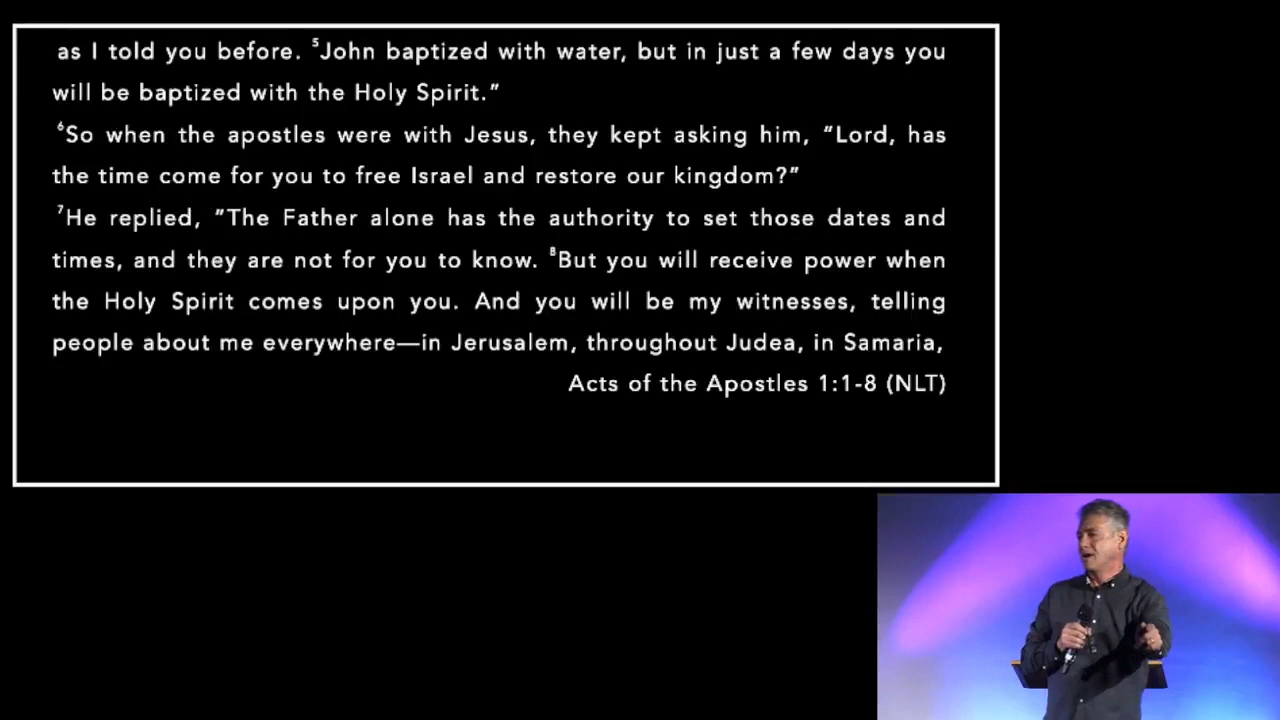 as I told you before. ⁵John baptized with water, but in just a few days you
will be baptized with the Holy Spirit.”
⁶So when the apostles were with Jesus, they kept asking him, “Lord, has
the time come for you to free Israel and restore our kingdom?”
⁷He replied, “The Father alone has the authority to set those dates and
times, and they are not for you to know. ⁸But you will receive power when
the Holy Spirit comes upon you. And you will be my witnesses, telling
people about me everywhere—in Jerusalem, throughout Judea, in Samaria,
Acts of the Apostles 1:1-8 (NLT)